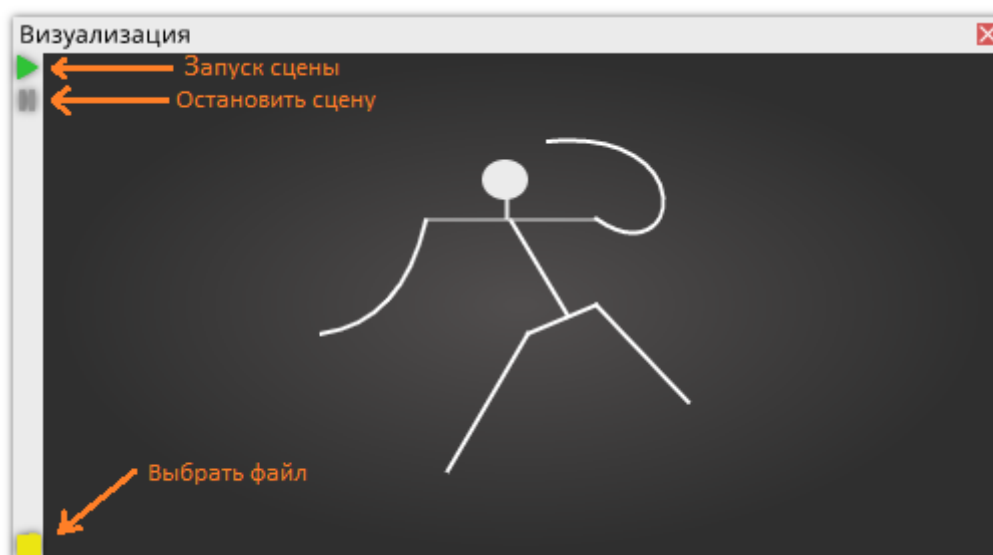 Визуализация
Запуск сцены
Остановить сцену
Выбрать файл